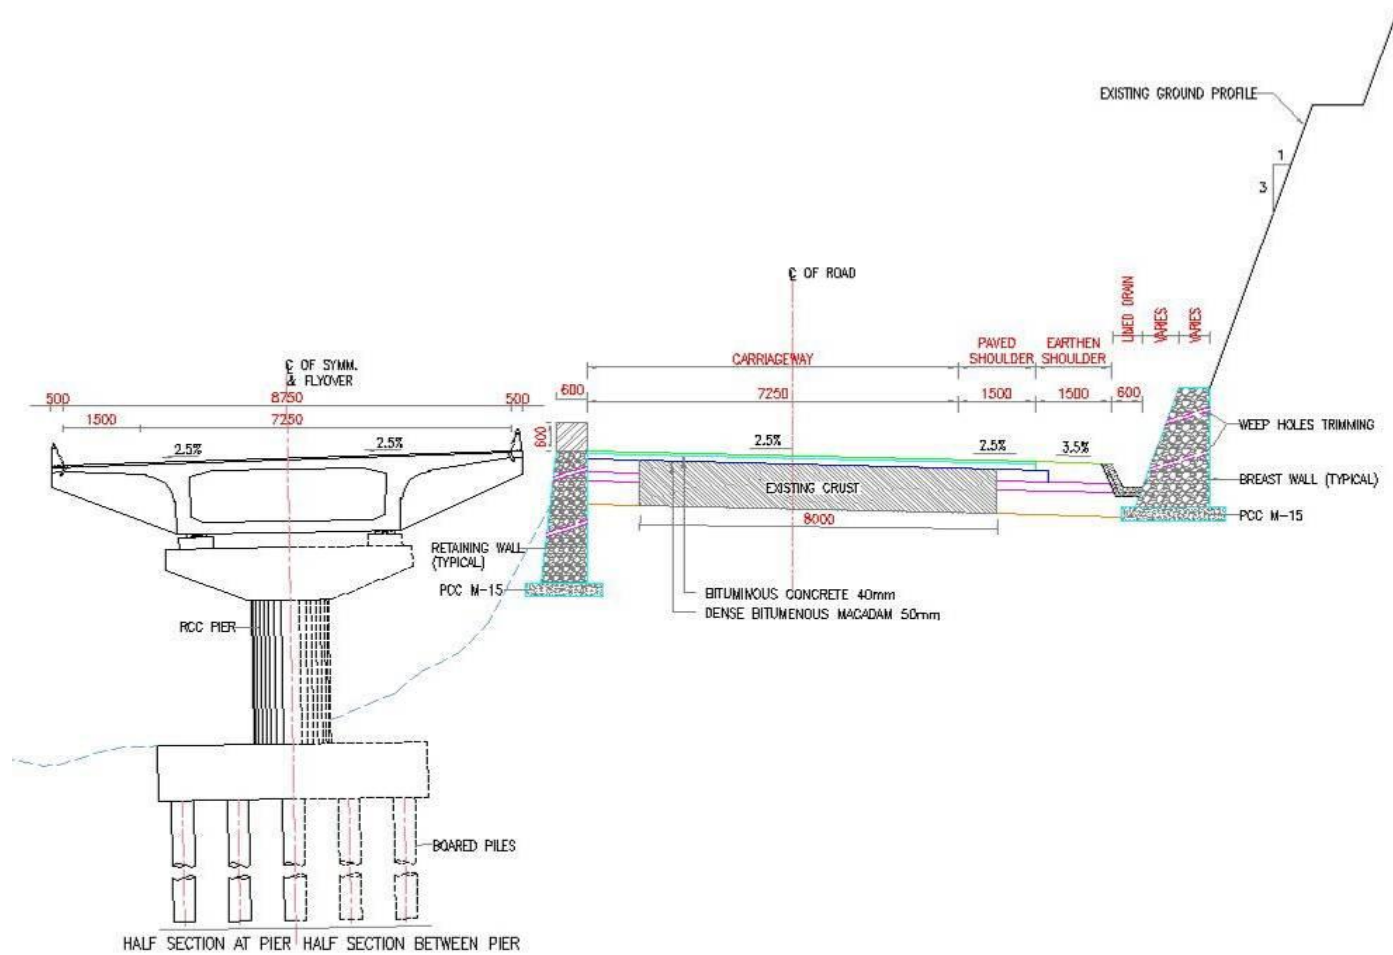 EXISTING GROUND PROFILE
1
3
℄ OF ROAD
LINED DRAIN
VARIES
VARIES
℄ OF SYMM.
& FLYOVER
CARRIAGEWAY
PAVED
SHOULDER
EARTHEN
SHOULDER
500
8750
500
600
7250
1500
1500
600
1500
7250
600
2.5%
2.5%
2.5%
2.5%
3.5%
WEEP HOLES TRIMMING
EXISTING CRUST
BREAST WALL (TYPICAL)
8000
PCC M-15
RETAINING WALL
(TYPICAL)
PCC M-15
BITUMINOUS CONCRETE 40mm
DENSE BITUMENOUS MACADAM 50mm
RCC PIER
BOARED PILES
HALF SECTION AT PIER
HALF SECTION BETWEEN PIER